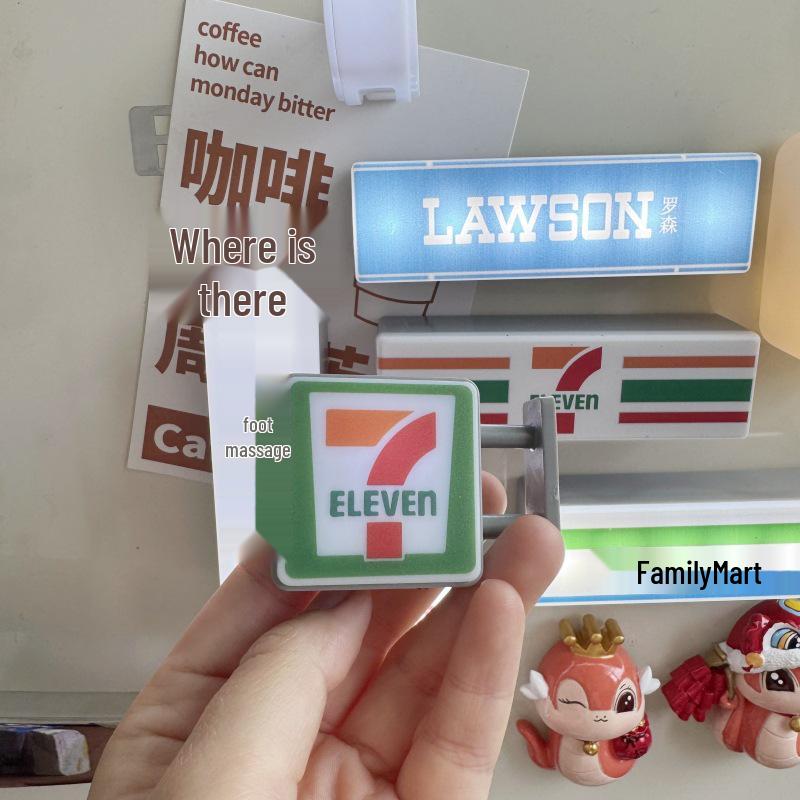 coffee
how can
monday bitter
咖啡
Where is
there
LAWSON
罗森
7
ELEVEN
foot
massage
Ca
7
ELEVEn
FamilyMart